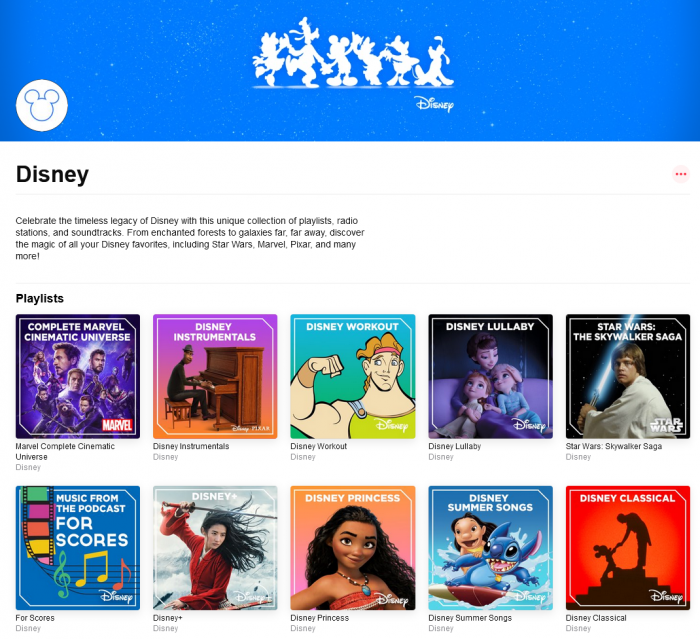 Disney
Disney
Celebrate the timeless legacy of Disney with this unique collection of playlists, radio
stations, and soundtracks. From enchanted forests to galaxies far, far away, discover
the magic of all your Disney favorites, including Star Wars, Marvel, Pixar, and many
more!
Playlists
COMPLETE MARVEL
CINEMATIC UNIVERSE
MARVEL
Marvel Complete Cinematic
Universe
Disney
DISNEY
INSTRUMENTALS
Disney PIXAR
Disney Instrumentals
Disney
DISNEY WORKOUT
Disney
Disney Workout
Disney
DISNEY LULLABY
Disney
Disney Lullaby
Disney
STAR WARS:
THE SKYWALKER SAGA
STAR
WARS
Star Wars: Skywalker Saga
Disney
MUSIC FROM
THE PODCAST
FOR
SCORES
Disney
For Scores
Disney
DISNEY+
Disney
Disney+
Disney
DISNEY PRINCESS
Disney
Disney Princess
Disney
DISNEY
SUMMER SONGS
Disney
Disney Summer Songs
Disney
DISNEY CLASSICAL
Disney
Disney Classical
Disney